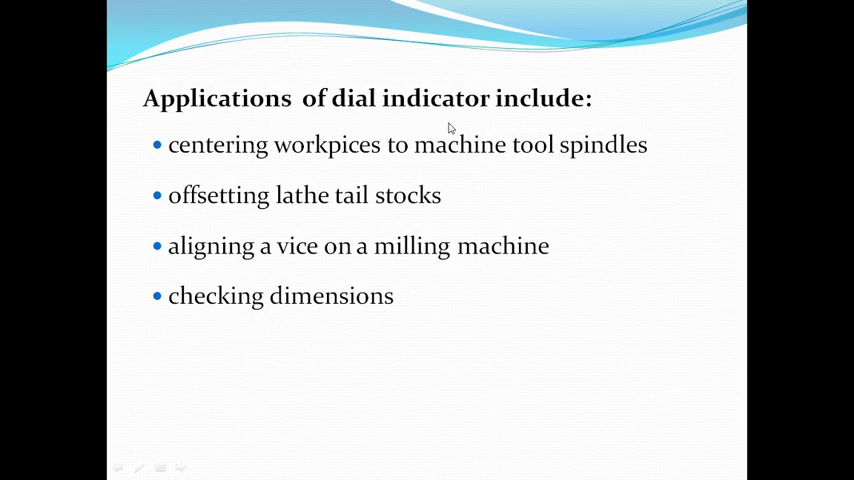 Applications of dial indicator include:
• centering workpices to machine tool spindles
• offsetting lathe tail stocks
• aligning a vice on a milling machine
• checking dimensions